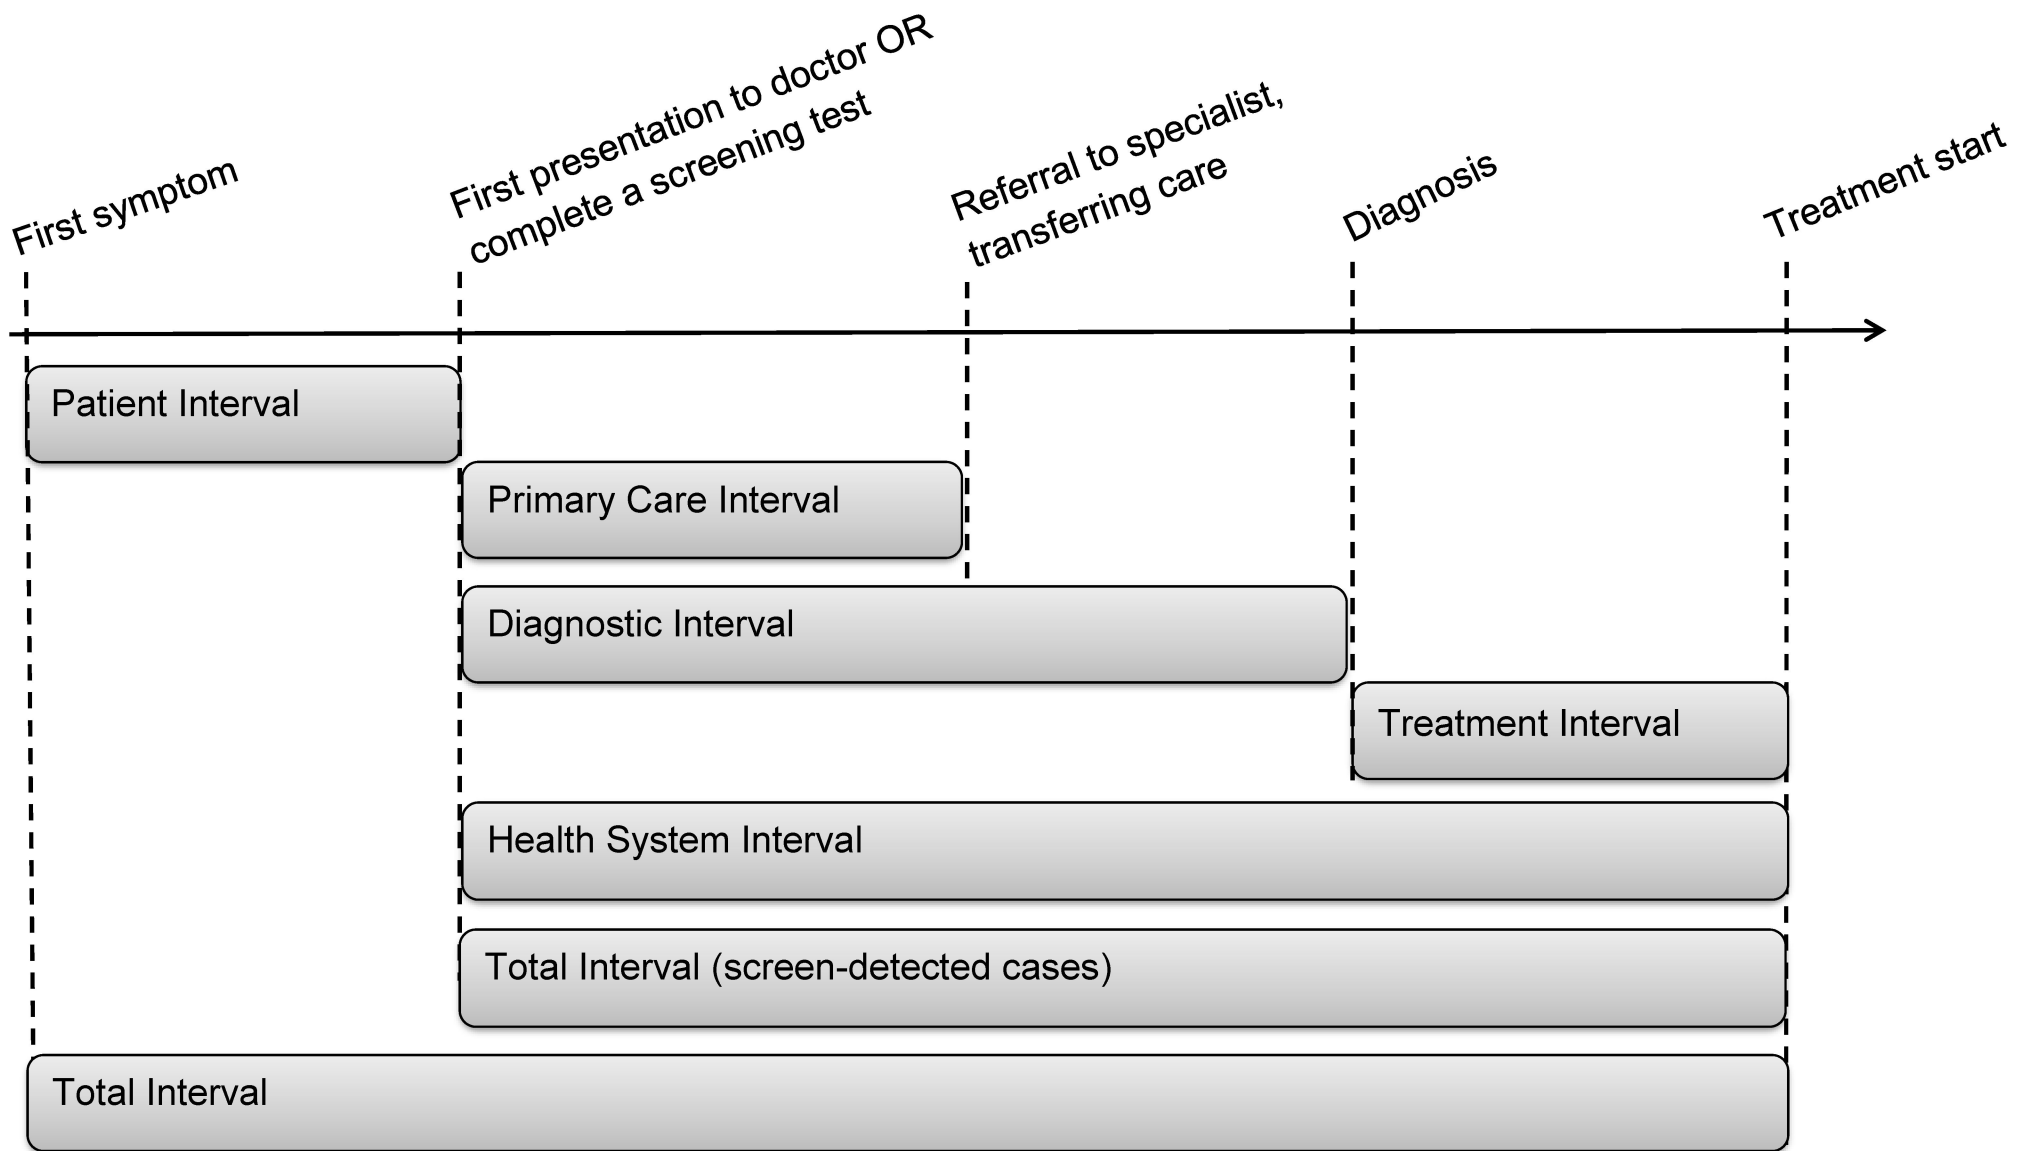 First symptom
First presentation to doctor OR
complete a screening test
Referral to specialist,
transferring care
Diagnosis
Treatment start
Patient Interval
Primary Care Interval
Diagnostic Interval
Treatment Interval
Health System Interval
Total Interval (screen-detected cases)
Total Interval